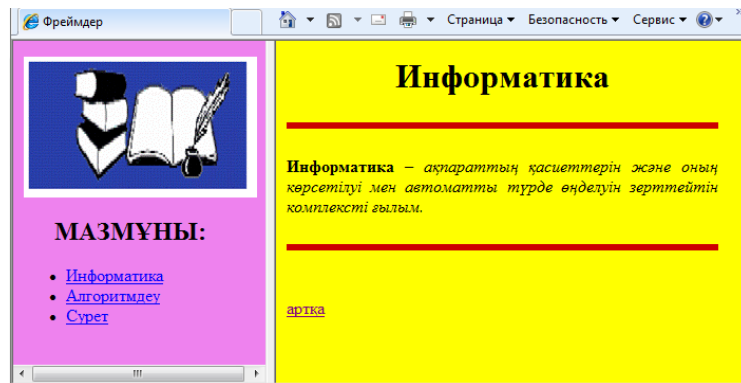 Фреймдер
Страница Безопасность Сервис
МАЗМҰНЫ:
Информатика
Алгоритмдеу
Сурет
Информатика
Информатика – ақпараттың қасиеттерін және оның
көрсетілуі мен автоматты түрде өңделуін зерттейтін
комплексті ғылым.
артқа